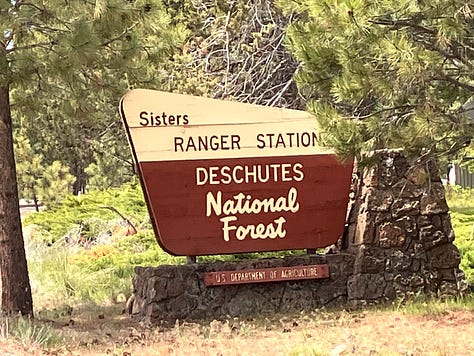 Sisters
RANGER STATION
DESCHUTES
National
Forest
U.S. DEPARTMENT OF AGRICULTURE